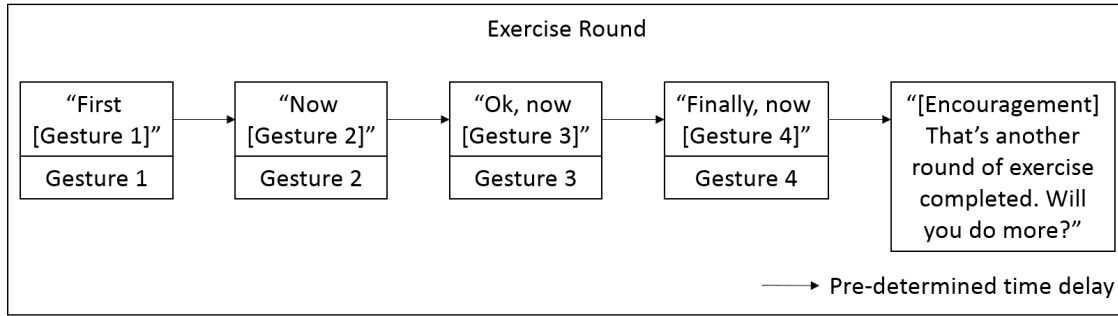 Exercise Round
“First
[Gesture 1]”
Gesture 1
“Now
[Gesture 2]”
Gesture 2
“Ok, now
[Gesture 3]”
Gesture 3
“Finally, now
[Gesture 4]”
Gesture 4
“[Encouragement]
That’s another
round of exercise
completed. Will
you do more?”
Pre-determined time delay